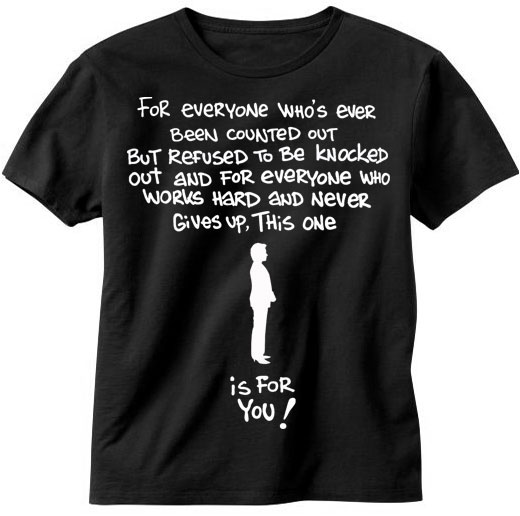 FOR EVERYONE WHO'S EVER
BEEN COUNTED OUT
BUT REFUSED TO BE KNOCKED
OUT AND FOR EVERYONE WHO
WORKS HARD AND NEVER
GIVES UP, THIS ONE
iS FOR
YOU!